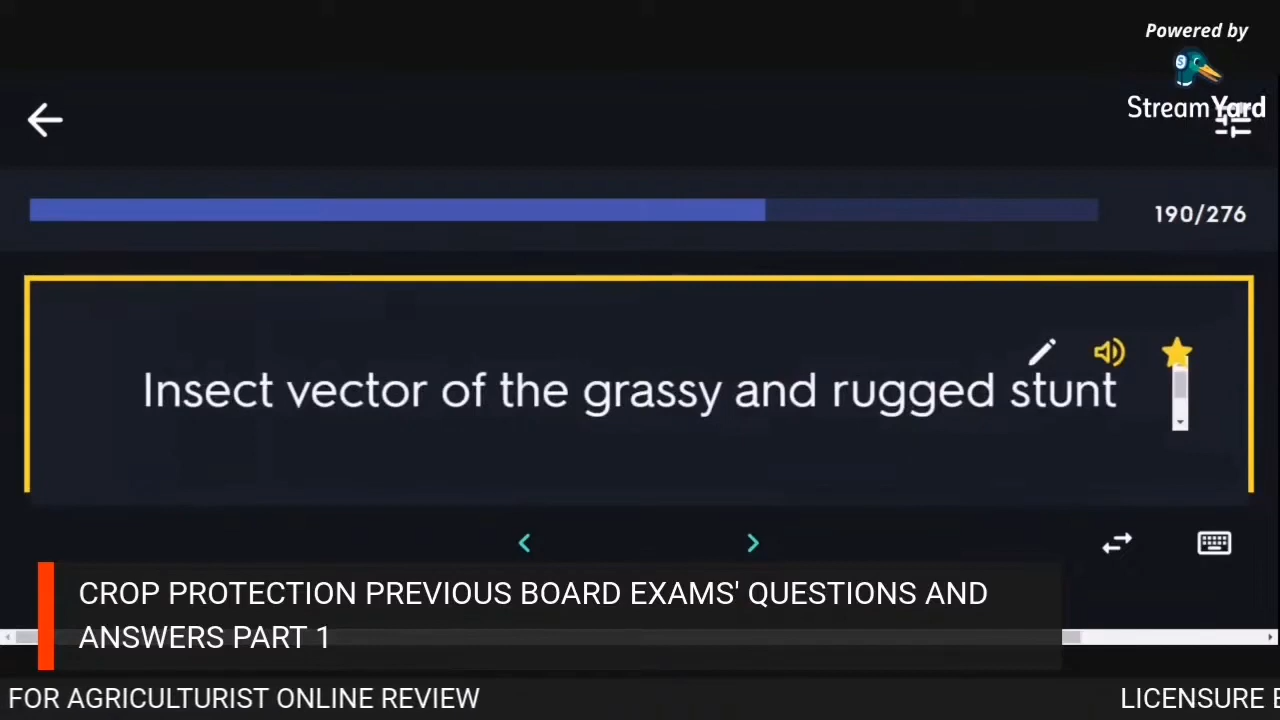 Powered by
StreamYard
190/276
Insect vector of the grassy and rugged stunt
CROP PROTECTION PREVIOUS BOARD EXAMS' QUESTIONS AND
ANSWERS PART 1
FOR AGRICULTURIST ONLINE REVIEW
LICENSURE E